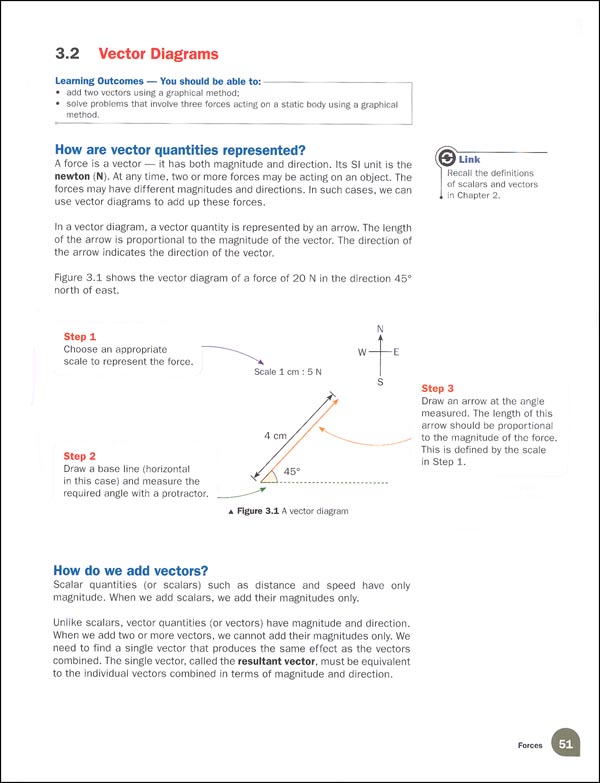 3.2 Vector Diagrams
Learning Outcomes — You should be able to:
• add two vectors using a graphical method;
• solve problems that involve three forces acting on a static body using a graphical
method.
How are vector quantities represented?
A force is a vector — it has both magnitude and direction. Its SI unit is the
newton (N). At any time, two or more forces may be acting on an object. The
forces may have different magnitudes and directions. In such cases, we can
use vector diagrams to add up these forces.
Link
Recall the definitions
of scalars and vectors
in Chapter 2.
In a vector diagram, a vector quantity is represented by an arrow. The length
of the arrow is proportional to the magnitude of the vector. The direction of
the arrow indicates the direction of the vector.
Figure 3.1 shows the vector diagram of a force of 20 N in the direction 45°
north of east.
Step 1
Choose an appropriate
scale to represent the force.
Scale 1 cm : 5 N
N
W E
S
Step 3
Draw an arrow at the angle
measured. The length of this
arrow should be proportional
to the magnitude of the force.
This is defined by the scale
in Step 1.
4 cm
45°
Step 2
Draw a base line (horizontal
in this case) and measure the
required angle with a protractor.
▲ Figure 3.1 A vector diagram
How do we add vectors?
Scalar quantities (or scalars) such as distance and speed have only
magnitude. When we add scalars, we add their magnitudes only.
Unlike scalars, vector quantities (or vectors) have magnitude and direction.
When we add two or more vectors, we cannot add their magnitudes only. We
need to find a single vector that produces the same effect as the vectors
combined. The single vector, called the resultant vector, must be equivalent
to the individual vectors combined in terms of magnitude and direction.
Forces 51